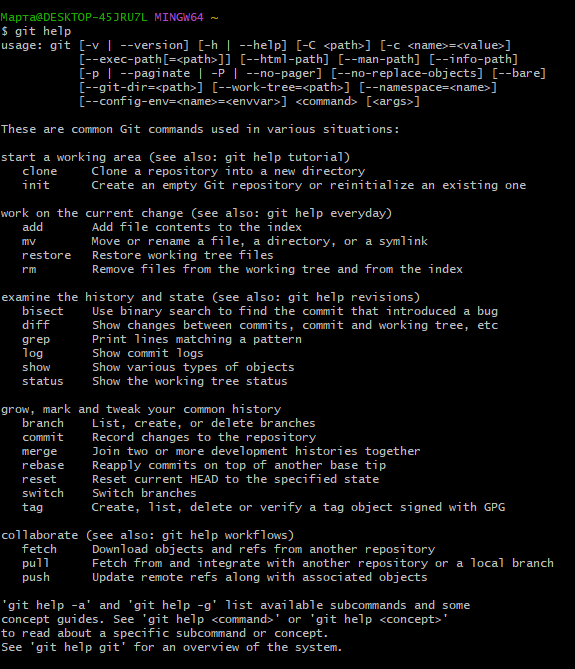 Марта@DESKTOP-45JRU7L MINGW64 ~
$ git help
usage: git [-v | --version] [-h | --help] [-C <path>] [-c <name>=<value>]
           [--exec-path[=<path>]] [--html-path] [--man-path] [--info-path]
           [-p | --paginate | -P | --no-pager] [--no-replace-objects] [--bare]
           [--git-dir=<path>] [--work-tree=<path>] [--namespace=<name>]
           [--config-env=<name>=<envvar>] <command> [<args>]

These are common Git commands used in various situations:

start a working area (see also: git help tutorial)
   clone     Clone a repository into a new directory
   init      Create an empty Git repository or reinitialize an existing one

work on the current change (see also: git help everyday)
   add       Add file contents to the index
   mv        Move or rename a file, a directory, or a symlink
   restore   Restore working tree files
   rm        Remove files from the working tree and from the index

examine the history and state (see also: git help revisions)
   bisect    Use binary search to find the commit that introduced a bug
   diff      Show changes between commits, commit and working tree, etc
   grep      Print lines matching a pattern
   log       Show commit logs
   show      Show various types of objects
   status    Show the working tree status

grow, mark and tweak your common history
   branch    List, create, or delete branches
   commit    Record changes to the repository
   merge     Join two or more development histories together
   rebase    Reapply commits on top of another base tip
   reset     Reset current HEAD to the specified state
   switch    Switch branches
   tag       Create, list, delete or verify a tag object signed with GPG

collaborate (see also: git help workflows)
   fetch     Download objects and refs from another repository
   pull      Fetch from and integrate with another repository or a local branch
   push      Update remote refs along with associated objects

'git help -a' and 'git help -g' list available subcommands and some
concept guides. See 'git help <command>' or 'git help <concept>'
to read about a specific subcommand or concept.
See 'git help git' for an overview of the system.